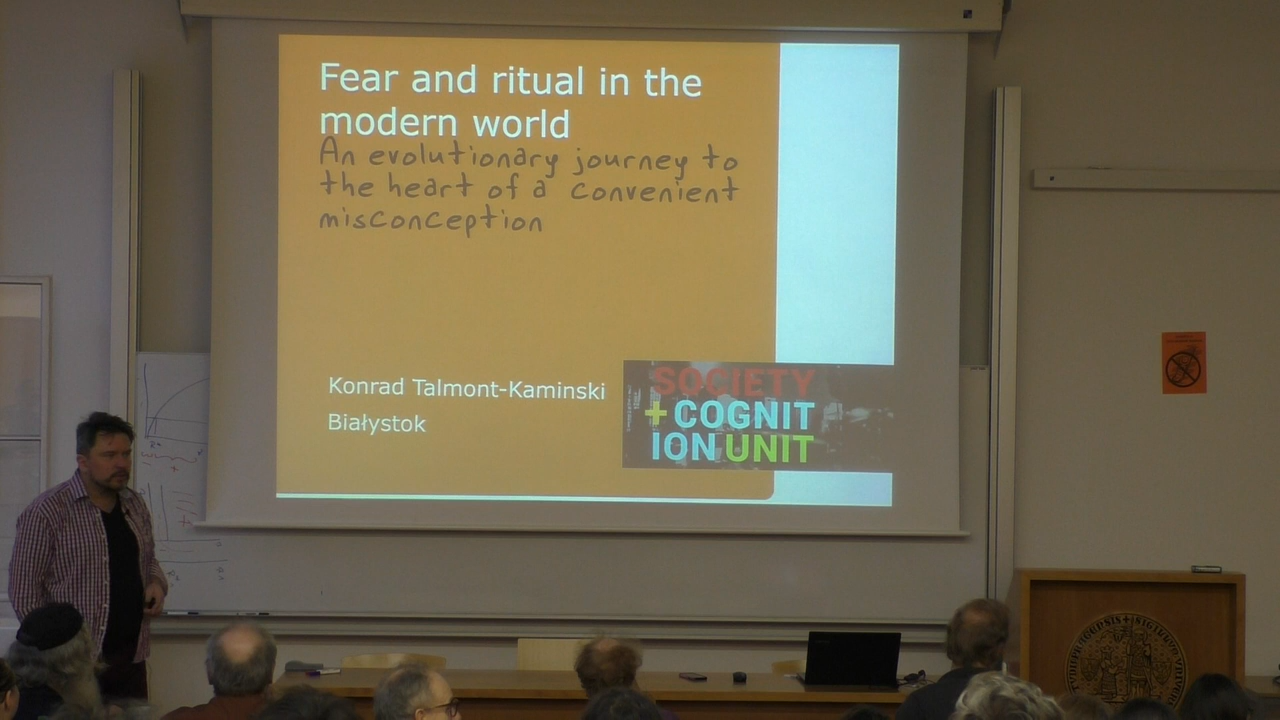 Fear and ritual in the
modern world
An evolutionary journey to
the heart of a convenient
misconception
Konrad Talmont-Kaminski
Białystok
SOCIETY
+ COGNIT
ION UNIT